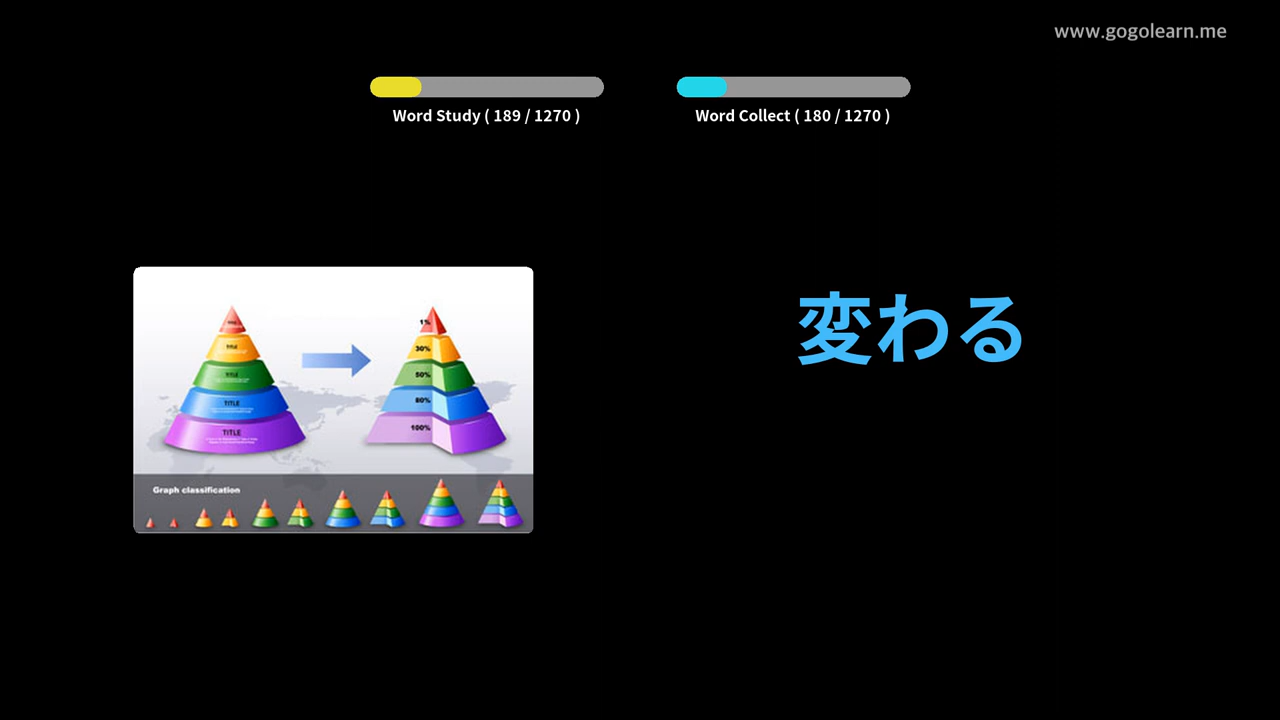 www.gogolearn.me
Word Study ( 189 / 1270 )
Word Collect ( 180 / 1270 )
変わる
TITLE
TITLE
TITLE
TITLE
1%
30%
50%
80%
100%
Graph classification